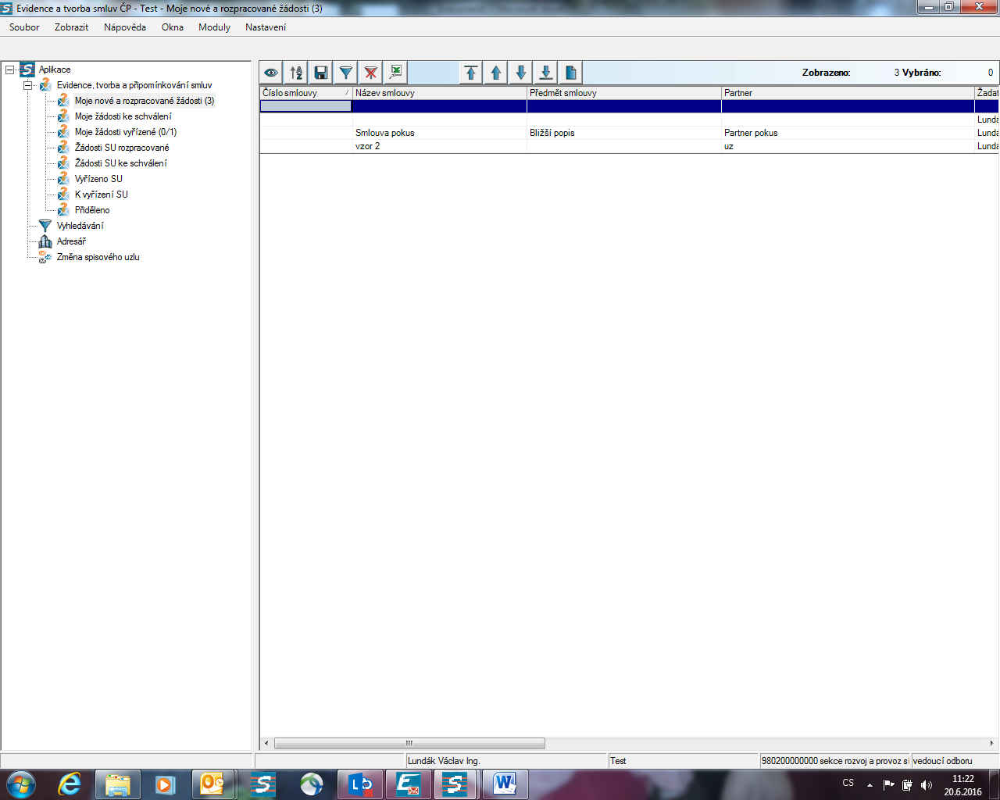 Evidence a tvorba smluv ČP - Test - Moje nové a rozpracované žádosti (3)
Soubor Zobrazit Nápověda Okna Moduly Nastavení
Zobrazeno: 3 Vybráno: 0
Aplikace
Evidence, tvorba a připomínkování smluv
Moje nové a rozpracované žádosti (3)
Moje žádosti ke schválení
Moje žádosti vyřízené (0/1)
Žádosti SU rozpracované
Žádosti SU ke schválení
Vyřízeno SU
K vyřízení SU
Přiděleno
Vyhledávání
Adresář
Změna spisového uzlu
Číslo smlouvy Název smlouvy Předmět smlouvy Partner Žadat
Lundá
Smlouva pokus Bližší popis Partner pokus Lundá
vzor 2 uz Lundá
Lundák Václav Ing. Test 980200000000 sekce rozvoj a provoz si vedoucí odboru
CS 11:22
20.6.2016